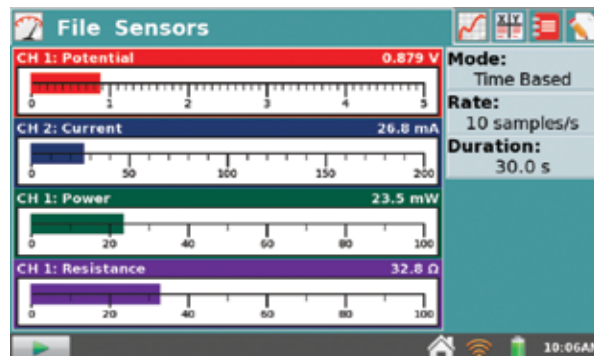 File Sensors
CH 1: Potential 0.879 V
0 1 2 3 4 5
CH 2: Current 26.8 mA
0 50 100 150 200
CH 1: Power 23.5 mW
0 20 40 60 80 100
CH 1: Resistance 32.8 Ω
0 20 40 60 80 100
Mode:
Time Based
Rate:
10 samples/s
Duration:
30.0 s
10:06AM